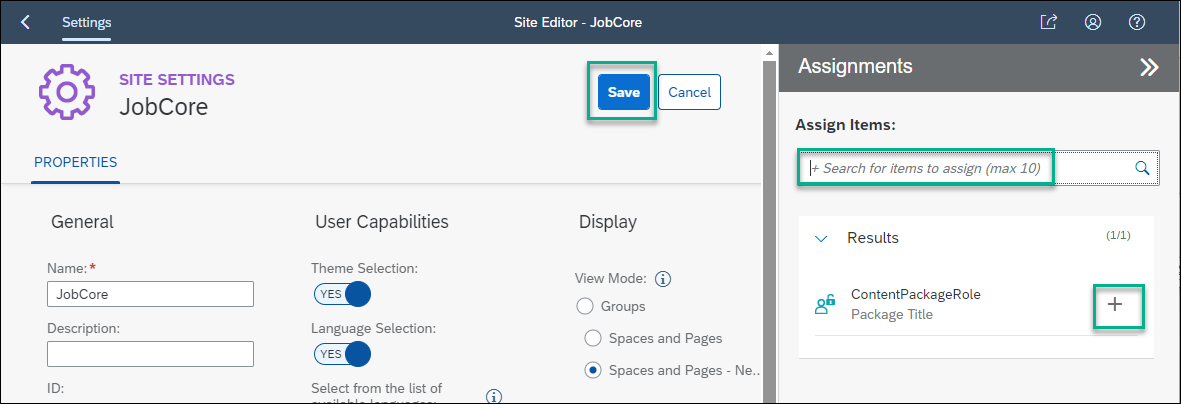 Settings
Site Editor - JobCore
SITE SETTINGS
JobCore
Save
Cancel
PROPERTIES
General
Name:*
JobCore
Description:
ID:
User Capabilities
Theme Selection:
YES
Language Selection:
YES
Select from the list of
available languages:
Display
View Mode:
Groups
Spaces and Pages
Spaces and Pages - Ne..
Assignments
Assign Items:
+ Search for items to assign (max 10)
Results
(1/1)
ContentPackageRole
Package Title